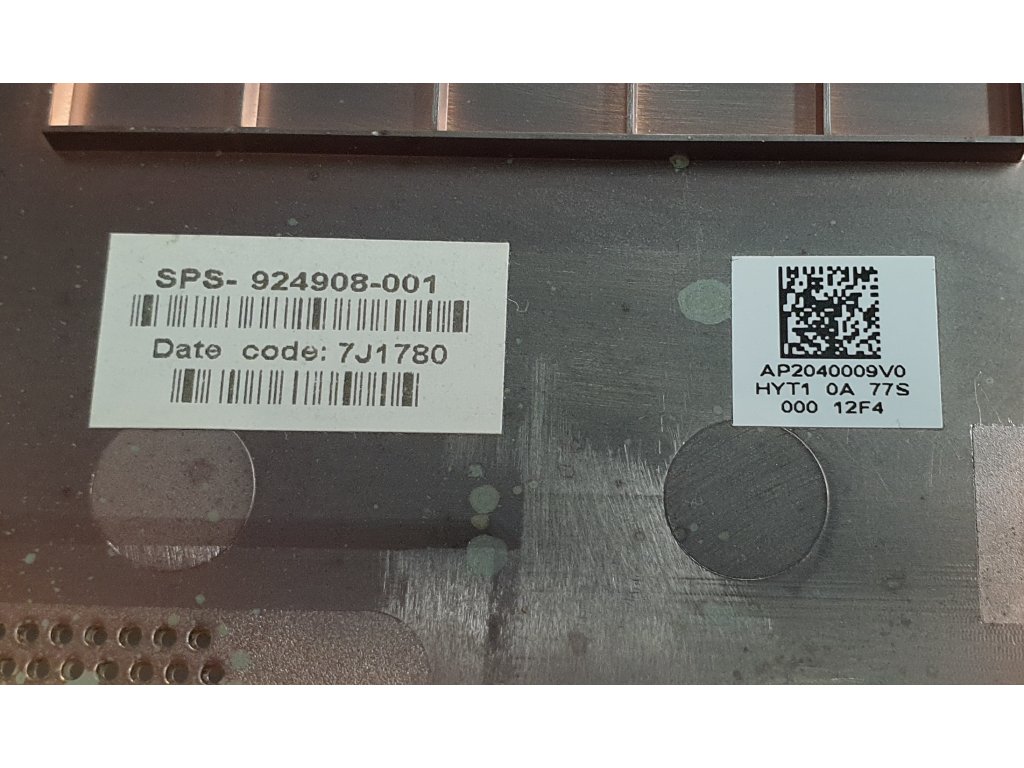 SPS- 924908-001
Date code: 7J1780
AP2040009V0
HYT1 0A 77S
000 12F4